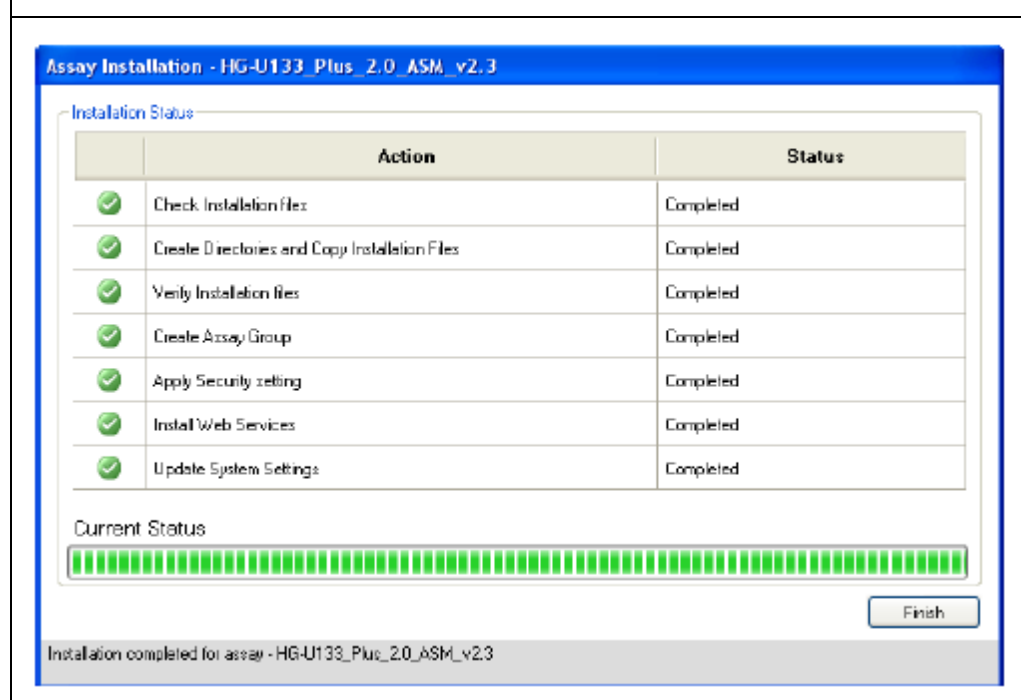 Assay Installation - HG-U133_Plus_2.0_ASM_v2.3
Installation Status
Action Status
Check Installation files Completed
Create Directories and Copy Installation Files Completed
Verify Installation files Completed
Create Assay Group Completed
Apply Security setting Completed
Install Web Services Completed
Update System Settings Completed
Current Status
Finish
Installation completed for assay - HG-U133_Plus_2.0_ASM_v2.3